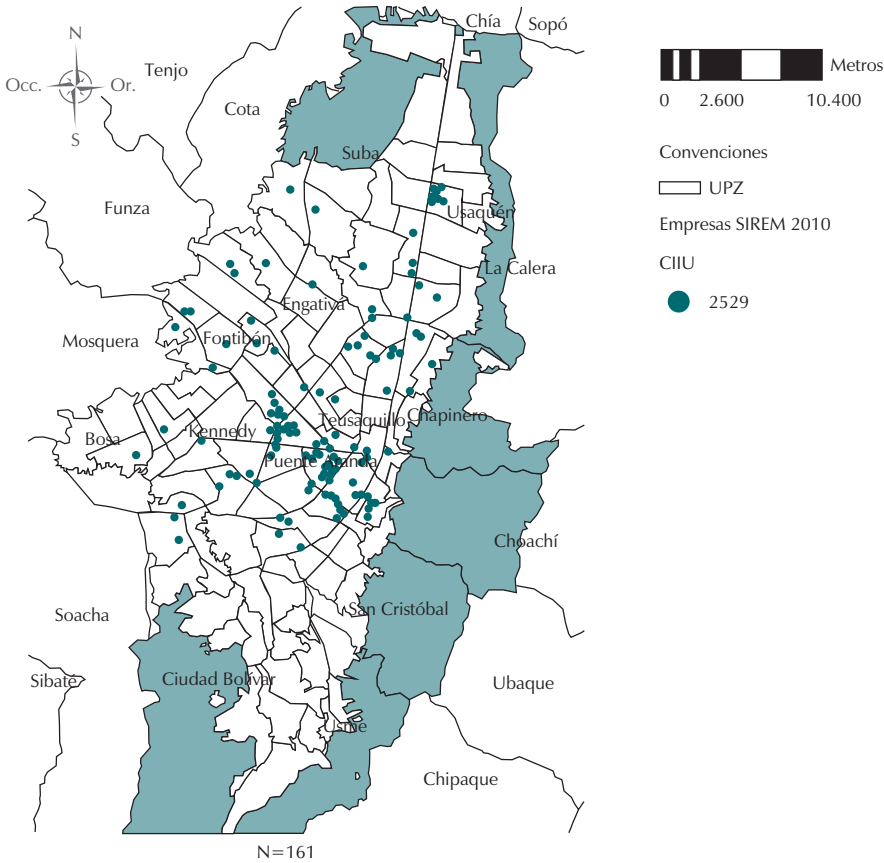 Chía
Sopó
N
Tenjo
Occ.
Or.
S
Cota
Suba
Funza
Usaquén
La Calera
Engativa
Mosquera
Fontibón
Teusaquillo
Chapinero
Kennedy
Bosa
Puente Aranda
Choachí
San Cristóbal
Soacha
Ciudad Bolívar
Sibaté
Ubaque
Usme
Chipaque
N=161
Metros
0 2.600 10.400
Convenciones
UPZ
Empresas SIREM 2010
CIIU
2529